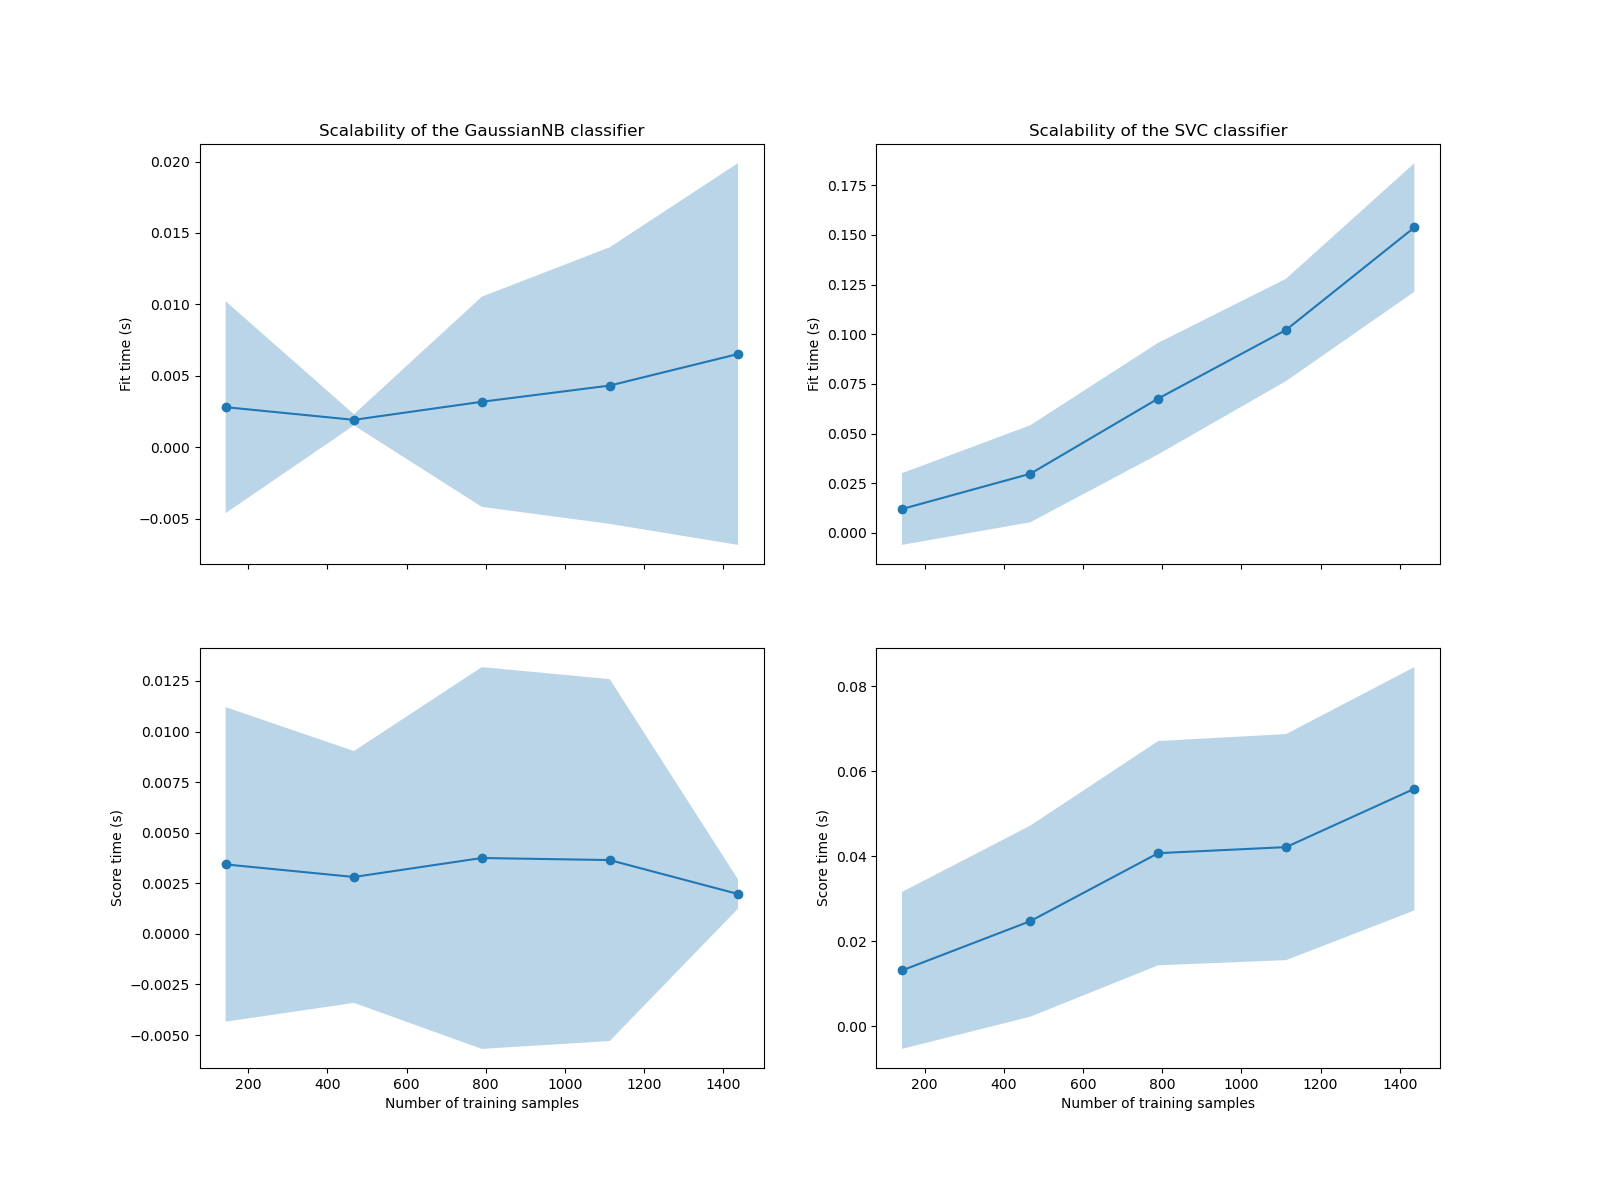 Scalability of the GaussianNB classifier
Fit time (s)
0.020
0.015
0.010
0.005
0.000
−0.005
Scalability of the SVC classifier
Fit time (s)
0.175
0.150
0.125
0.100
0.075
0.050
0.025
0.000
Score time (s)
0.0125
0.0100
0.0075
0.0050
0.0025
0.0000
−0.0025
−0.0050
200 400 600 800 1000 1200 1400
Number of training samples
Score time (s)
0.08
0.06
0.04
0.02
0.00
200 400 600 800 1000 1200 1400
Number of training samples